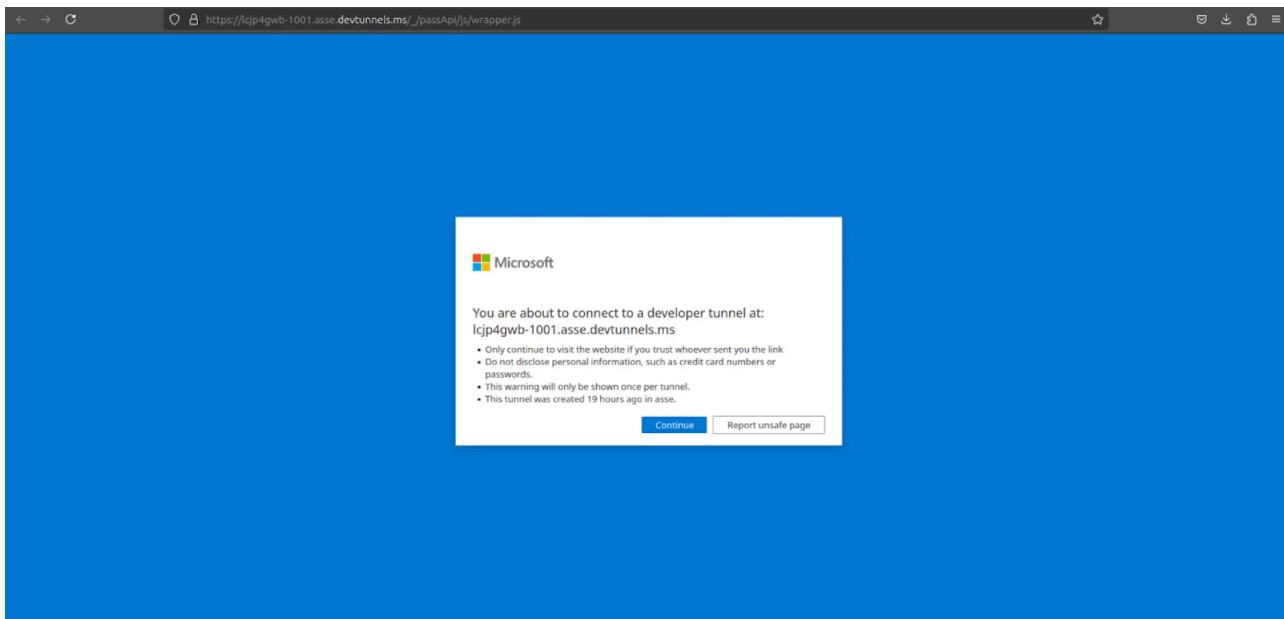 https://lcjp4gwb-1001.asse.devtunnels.ms/_/passApi/js/wrapper.js
Microsoft
You are about to connect to a developer tunnel at:
lcjp4gwb-1001.asse.devtunnels.ms
• Only continue to visit the website if you trust whoever sent you the link
• Do not disclose personal information, such as credit card numbers or
passwords.
• This warning will only be shown once per tunnel.
• This tunnel was created 19 hours ago in asse.
Continue
Report unsafe page